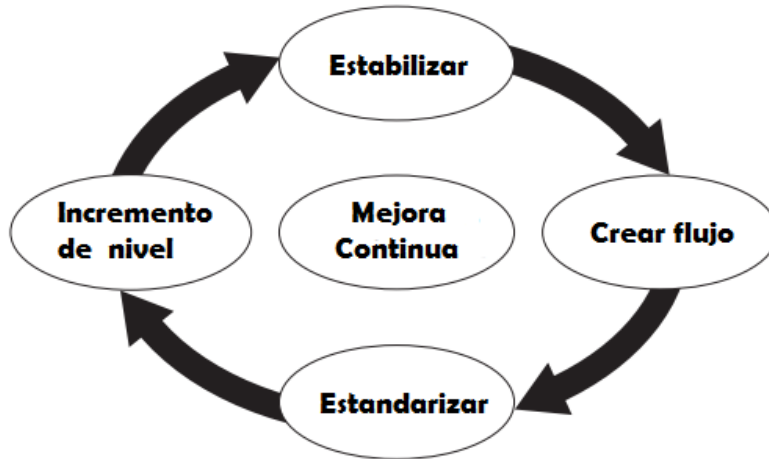 Estabilizar
Incremento
de nivel
Mejora
Continua
Crear flujo
Estandarizar